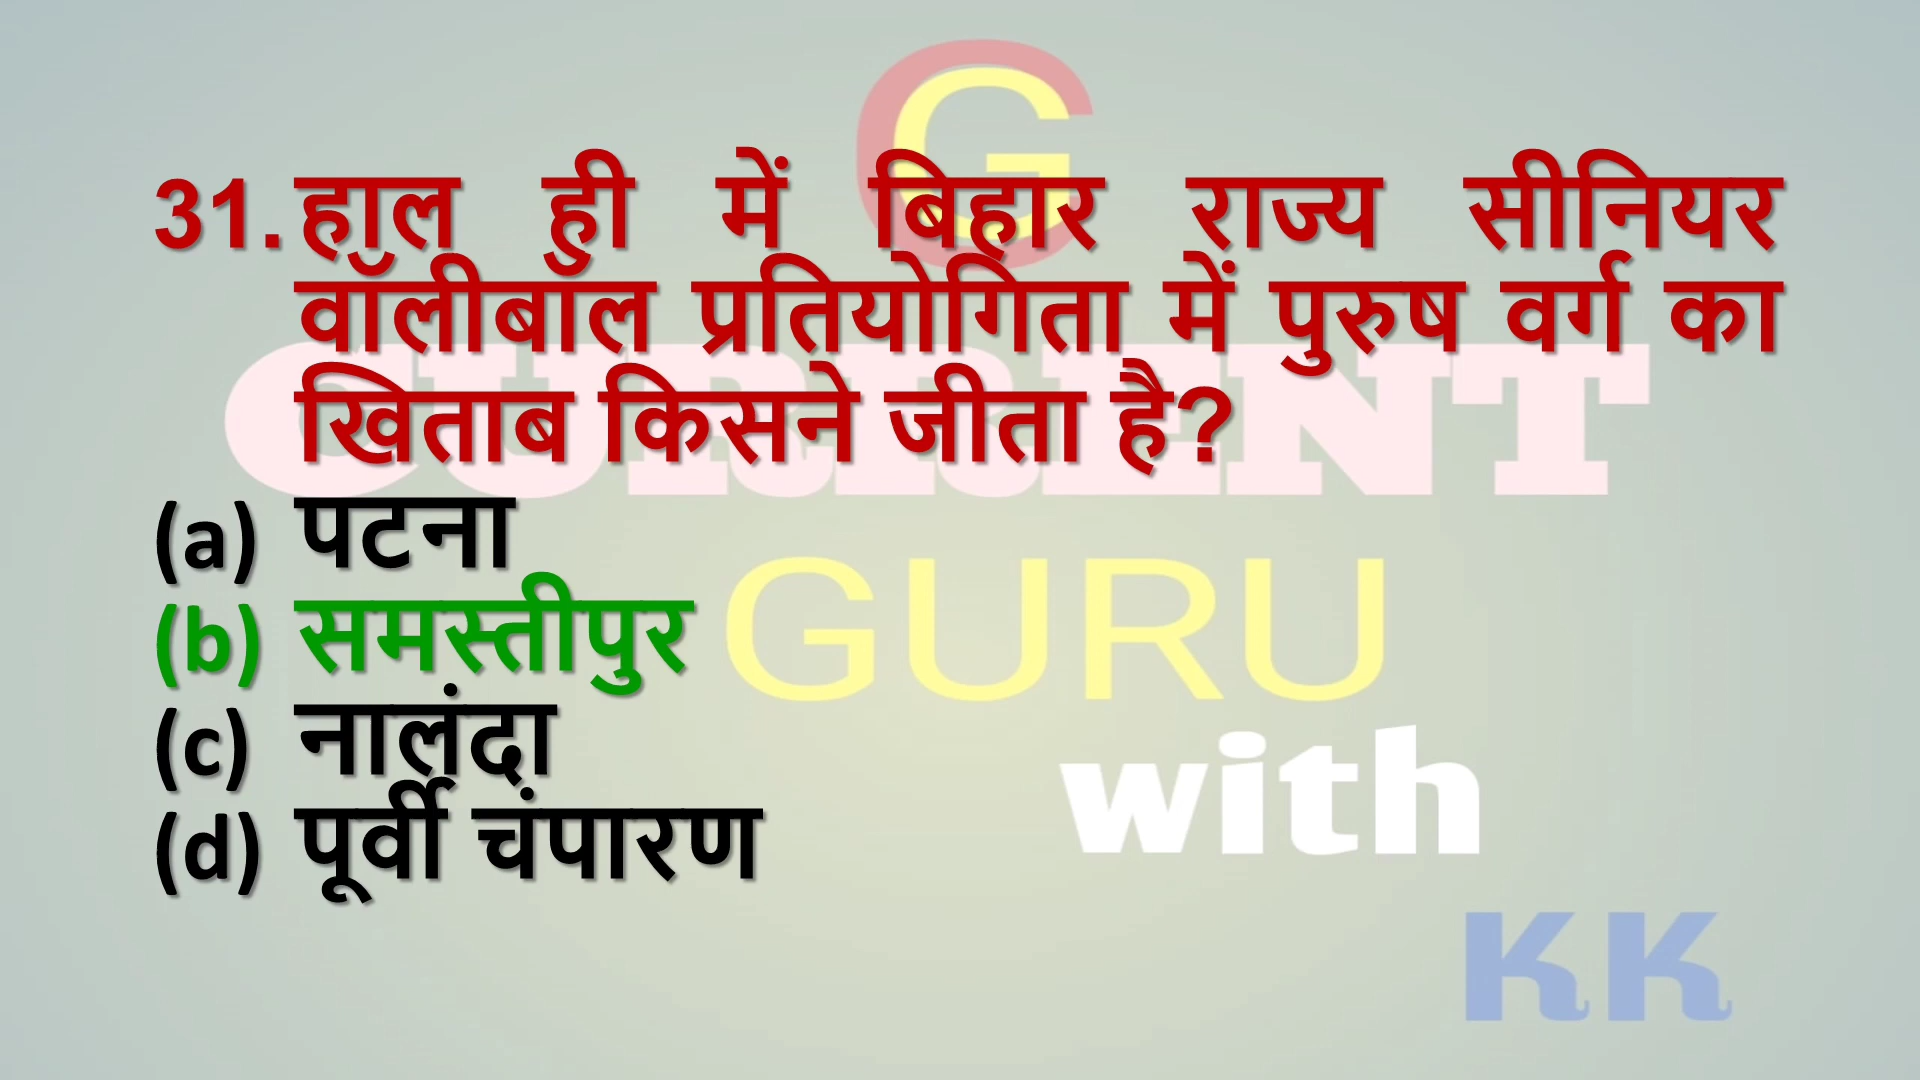 G
31. हाल ही में बिहार राज्य सीनियर
वॉलीबॉल प्रतियोगिता में पुरुष वर्ग का
खिताब किसने जीता है?
CURRENT
(a) पटना
GURU
(b) समस्तीपुर
(c) नालंदा
with
(d) पूर्वी चंपारण
KK